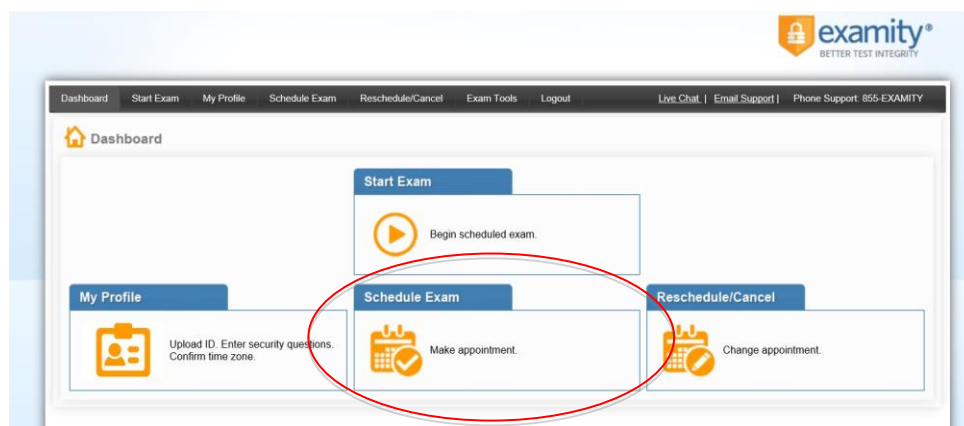 examity®
BETTER TEST INTEGRITY
Dashboard Start Exam My Profile Schedule Exam Reschedule/Cancel Exam Tools Logout Live Chat | Email Support | Phone Support: 855-EXAMITY
Dashboard
Start Exam
Begin scheduled exam.
My Profile
Upload ID. Enter security questions.
Confirm time zone.
Schedule Exam
Make appointment.
Reschedule/Cancel
Change appointment.